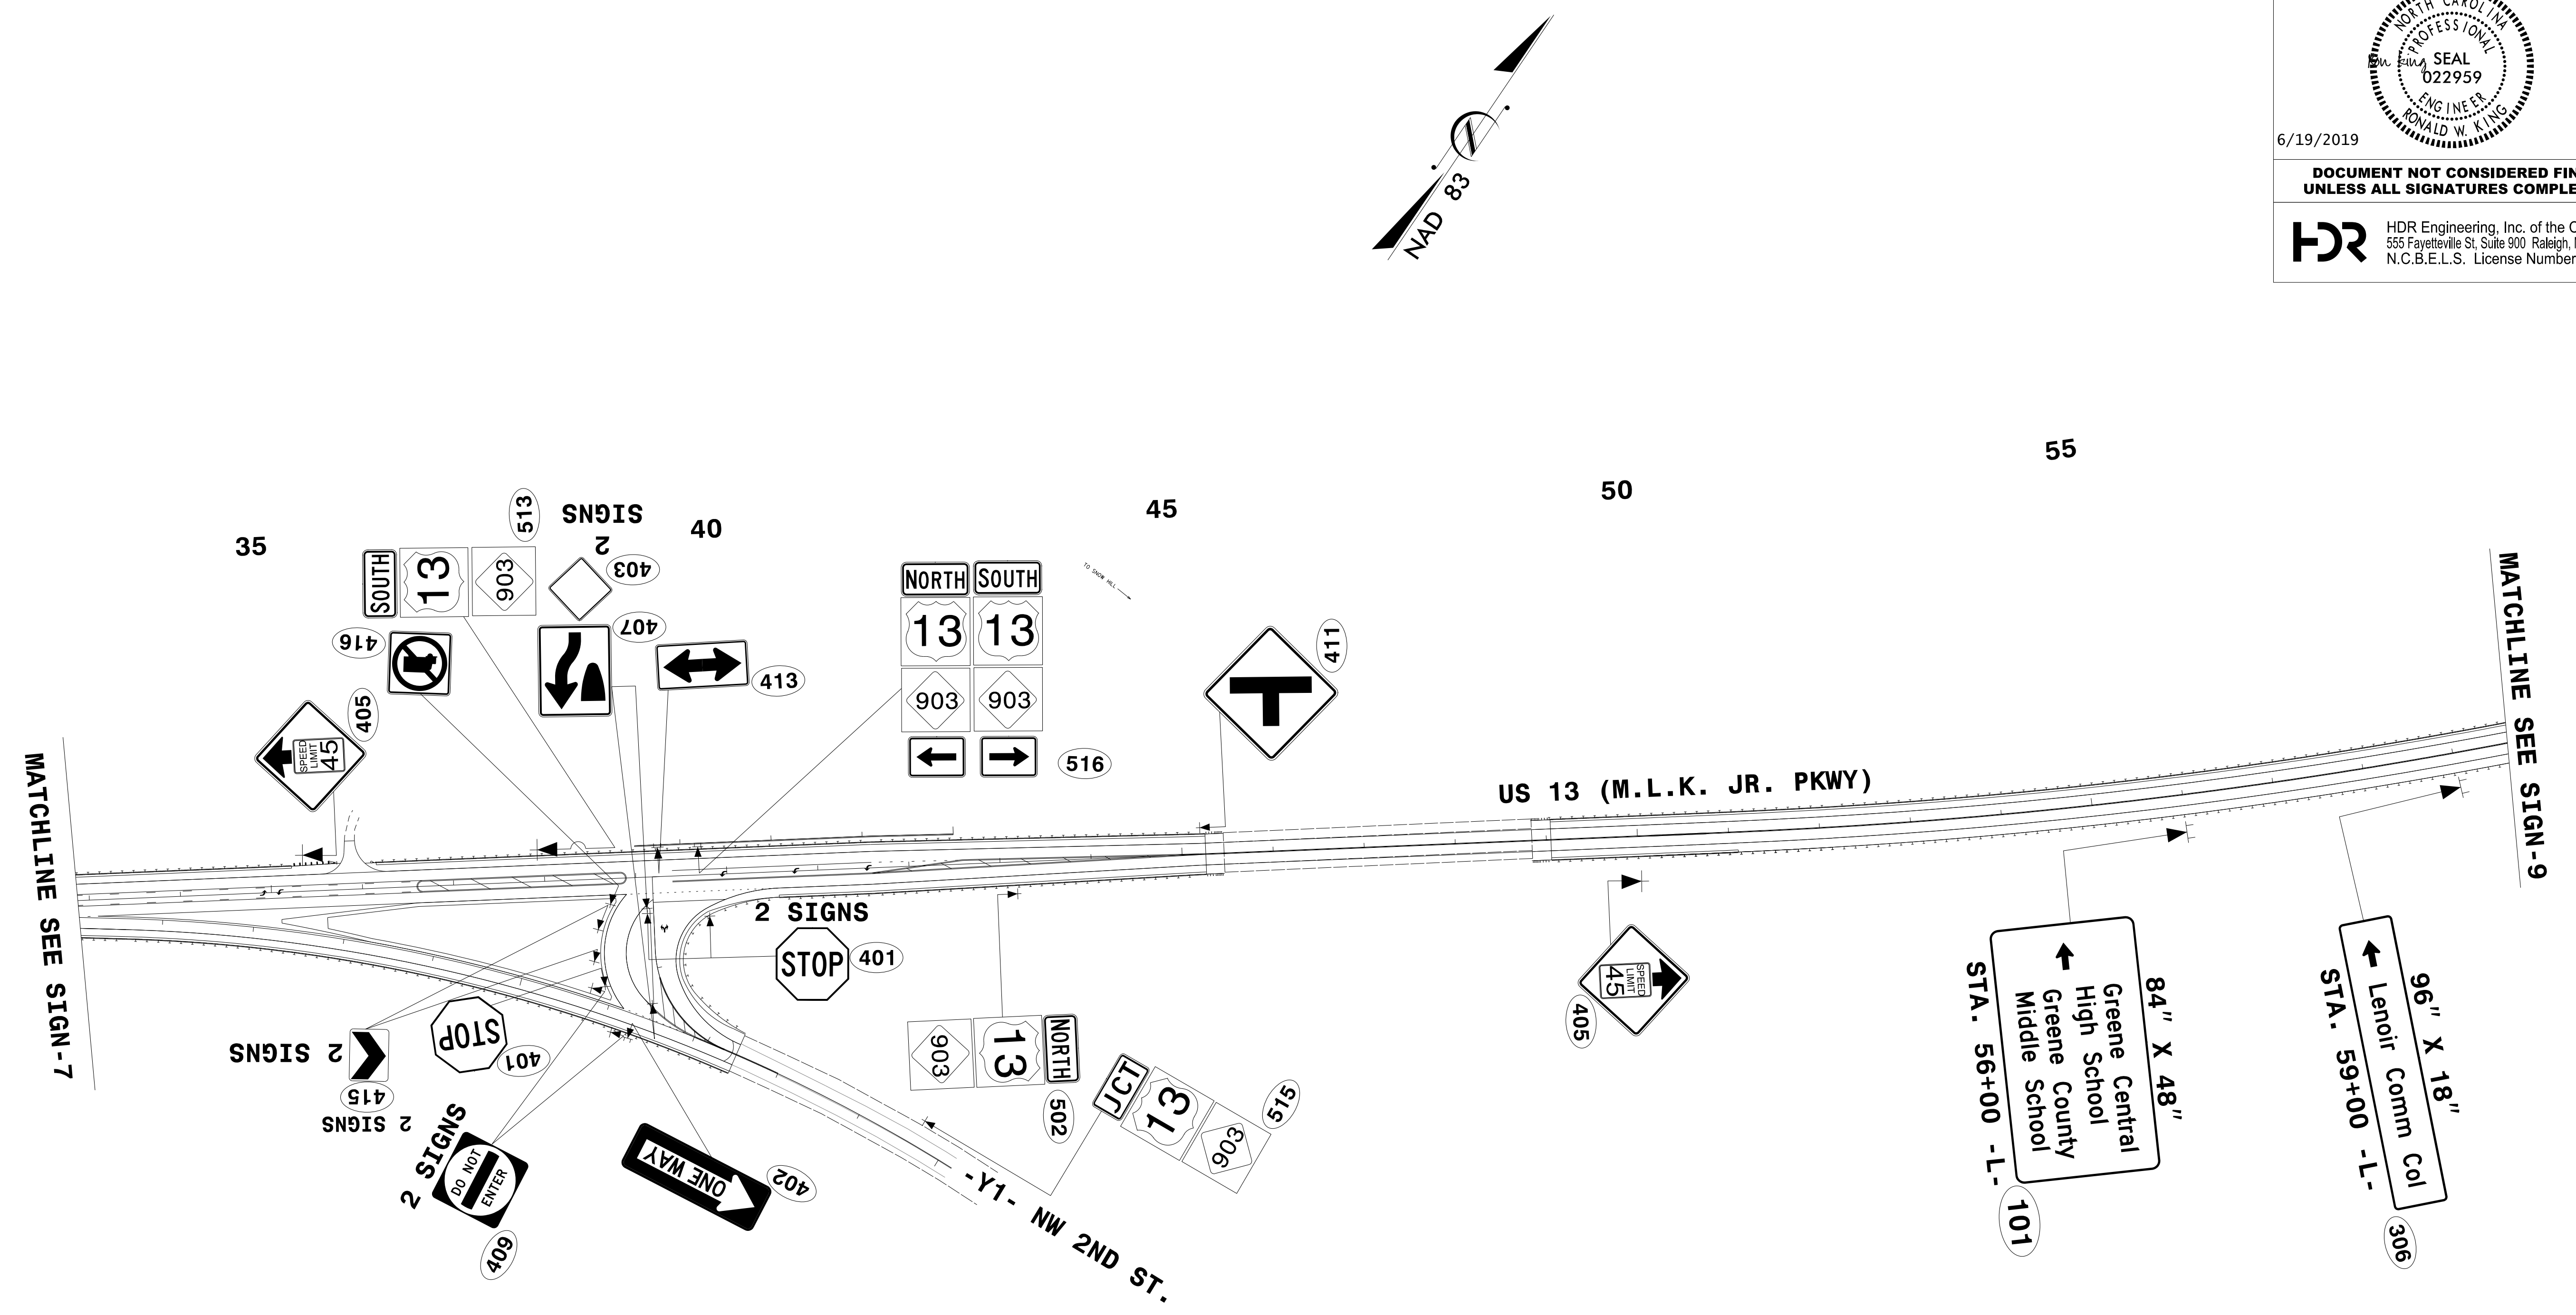 NORTH CAROLINA
PROFESSIONAL
SEAL
022959
ENGINEER
RONALD W. KING
6/19/2019
DOCUMENT NOT CONSIDERED FIN
UNLESS ALL SIGNATURES COMPLE
HDR
HDR Engineering, Inc. of the C
555 Fayetteville St, Suite 900 Raleigh,
N.C.B.E.L.S. License Number
NAD 83
35
40
45
50
55
513
SOUTH
13
903
2 SIGNS
403
407
416
413
405
SPEED
LIMIT
45
NORTH
13
903
SOUTH
13
903
516
TO SNOW HILL
411
US 13 (M.L.K. JR. PKWY)
MATCHLINE SEE SIGN-7
MATCHLINE SEE SIGN-9
2 SIGNS
STOP
401
STOP
401
2 SIGNS
415
2 SIGNS
2 SIGNS
DO NOT
ENTER
409
ONE WAY
402
NORTH
13
903
502
JCT
13
903
515
-Y1- NW 2ND ST.
SPEED
LIMIT
45
405
84" X 48"
Greene Central
High School
Greene County
Middle School
STA. 56+00 -L-
101
96" X 18"
Lenoir Comm Col
STA. 59+00 -L-
306